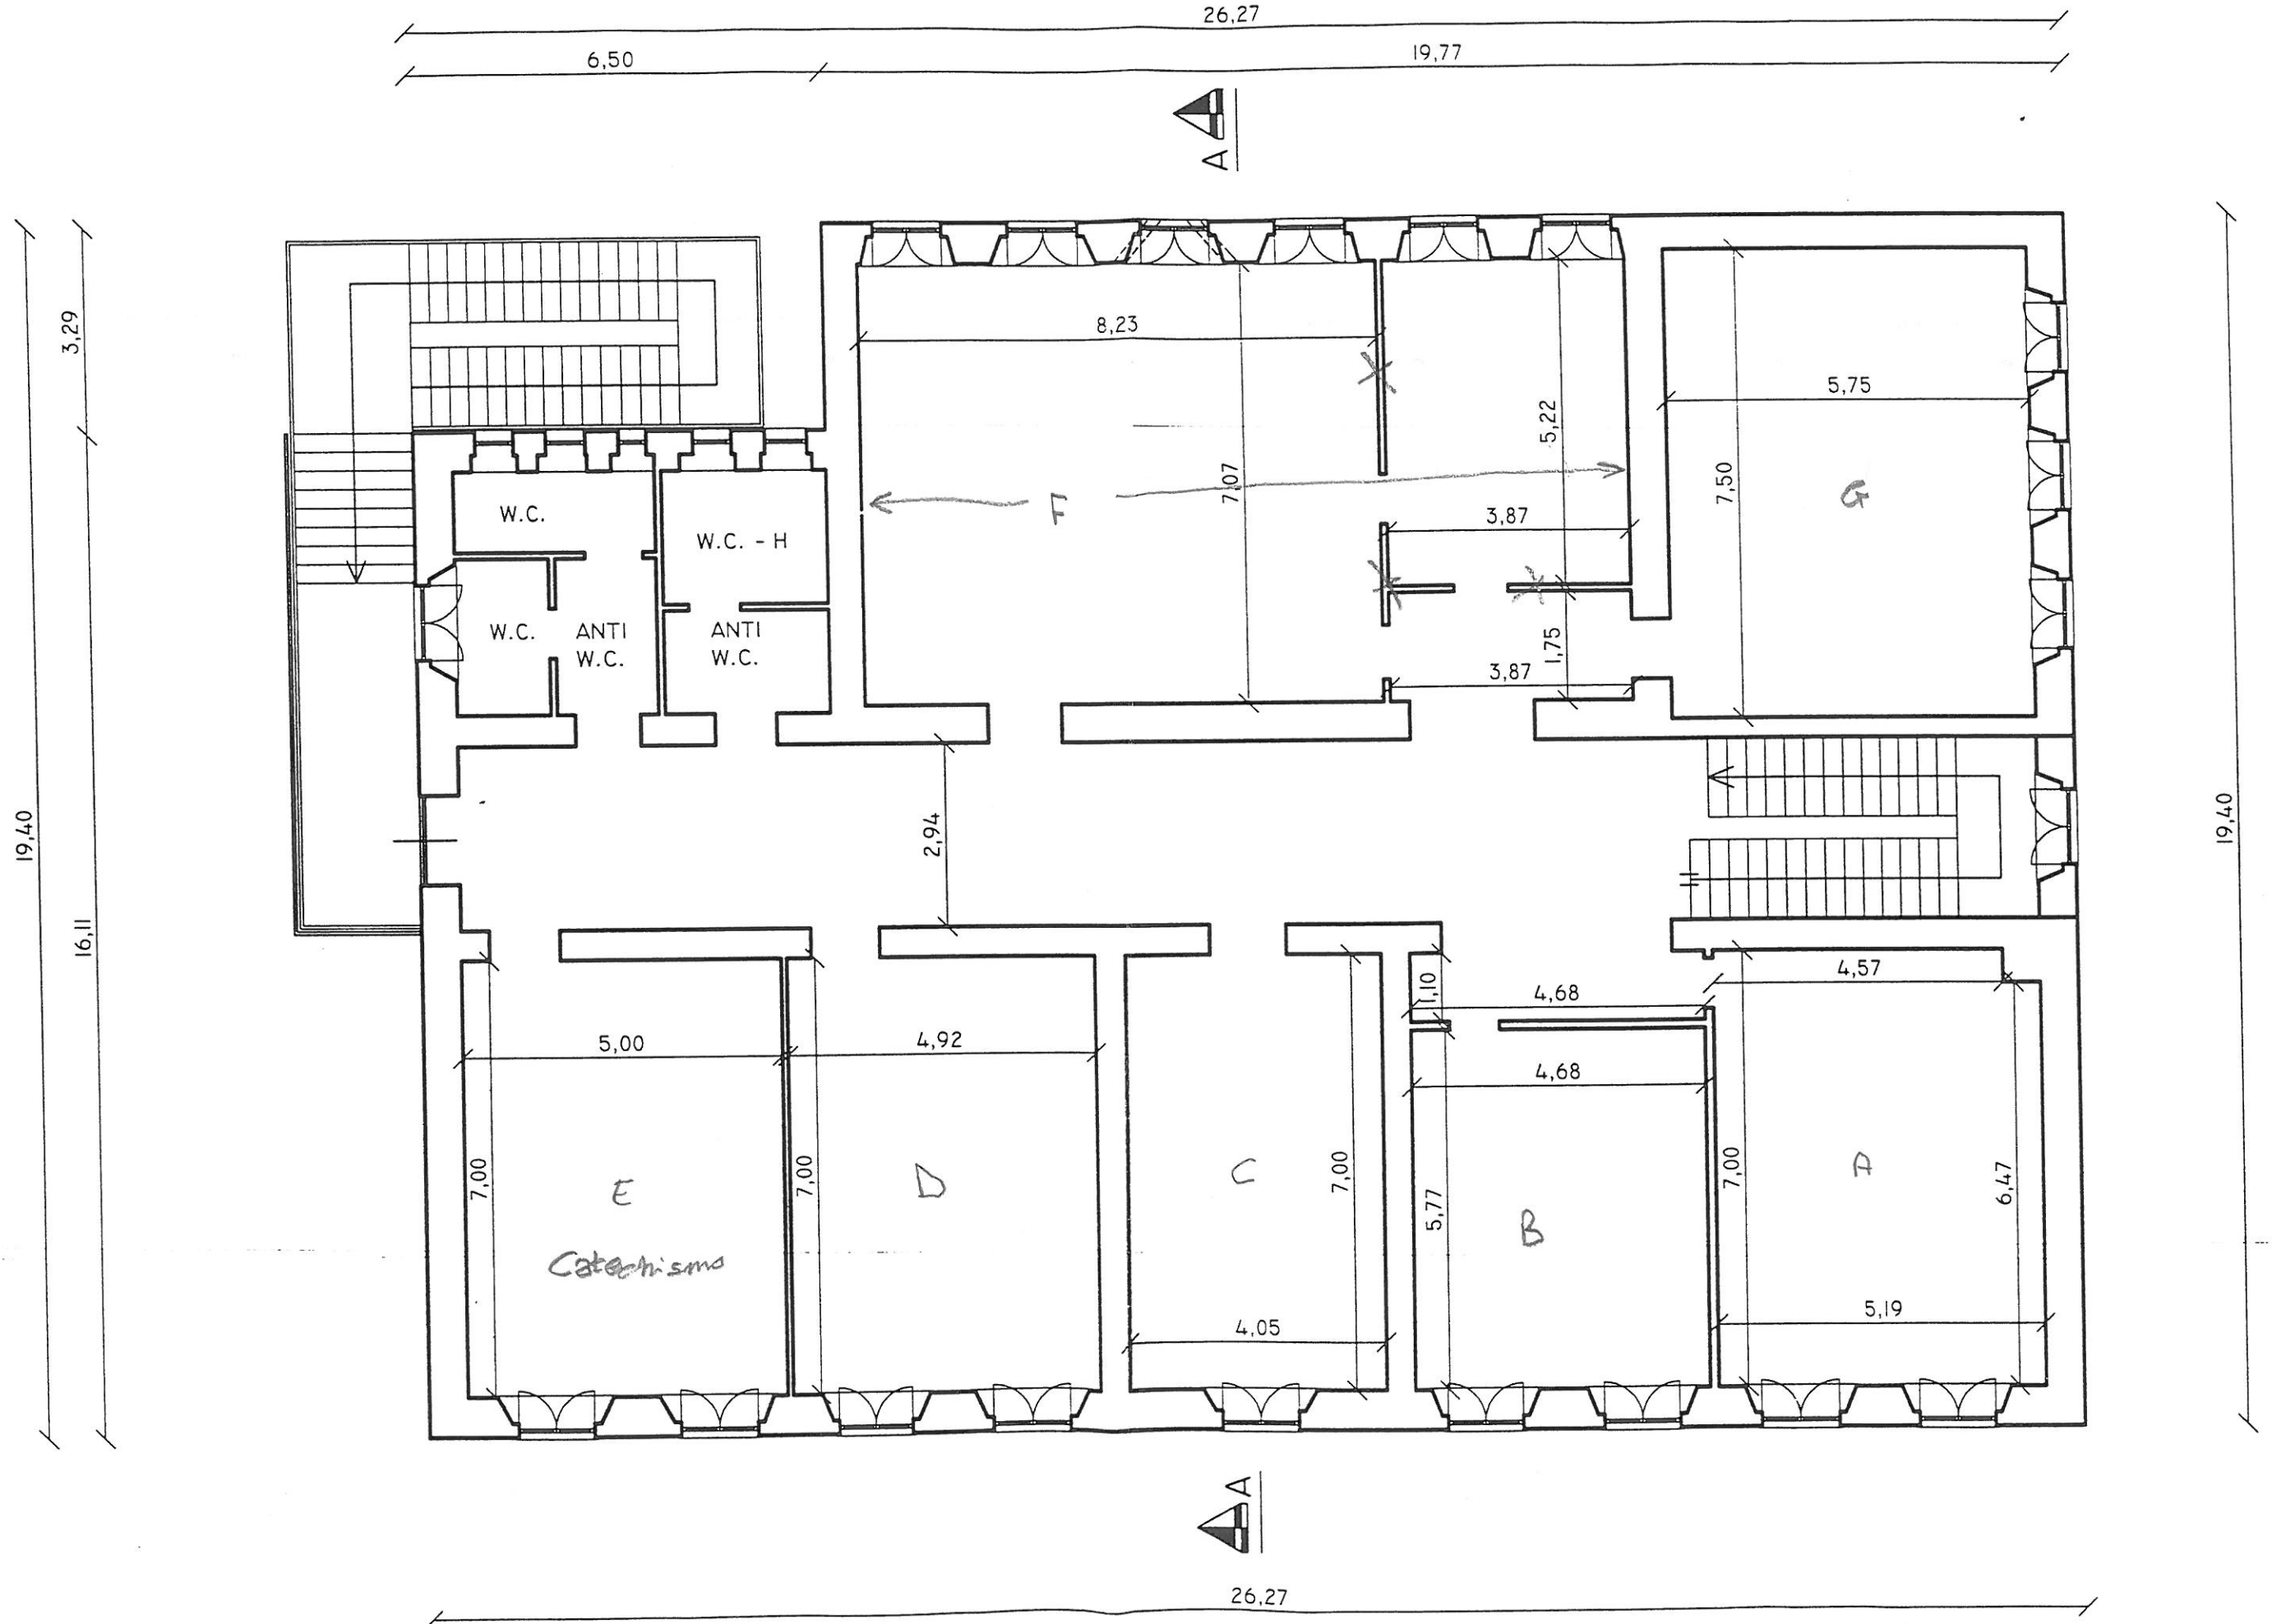 26,27
6,50
19,77
A
3,29
8,23
5,22
5,75
7,07
7,50
F
G
W.C.
W.C. - H
3,87
W.C.
ANTI
W.C.
ANTI
W.C.
1,75
3,87
19,40
16,11
2,94
19,40
1,10
4,68
4,57
5,00
4,92
4,68
7,00
7,00
7,00
5,77
7,00
6,47
E
D
C
B
A
Catechismo
4,05
5,19
A
26,27